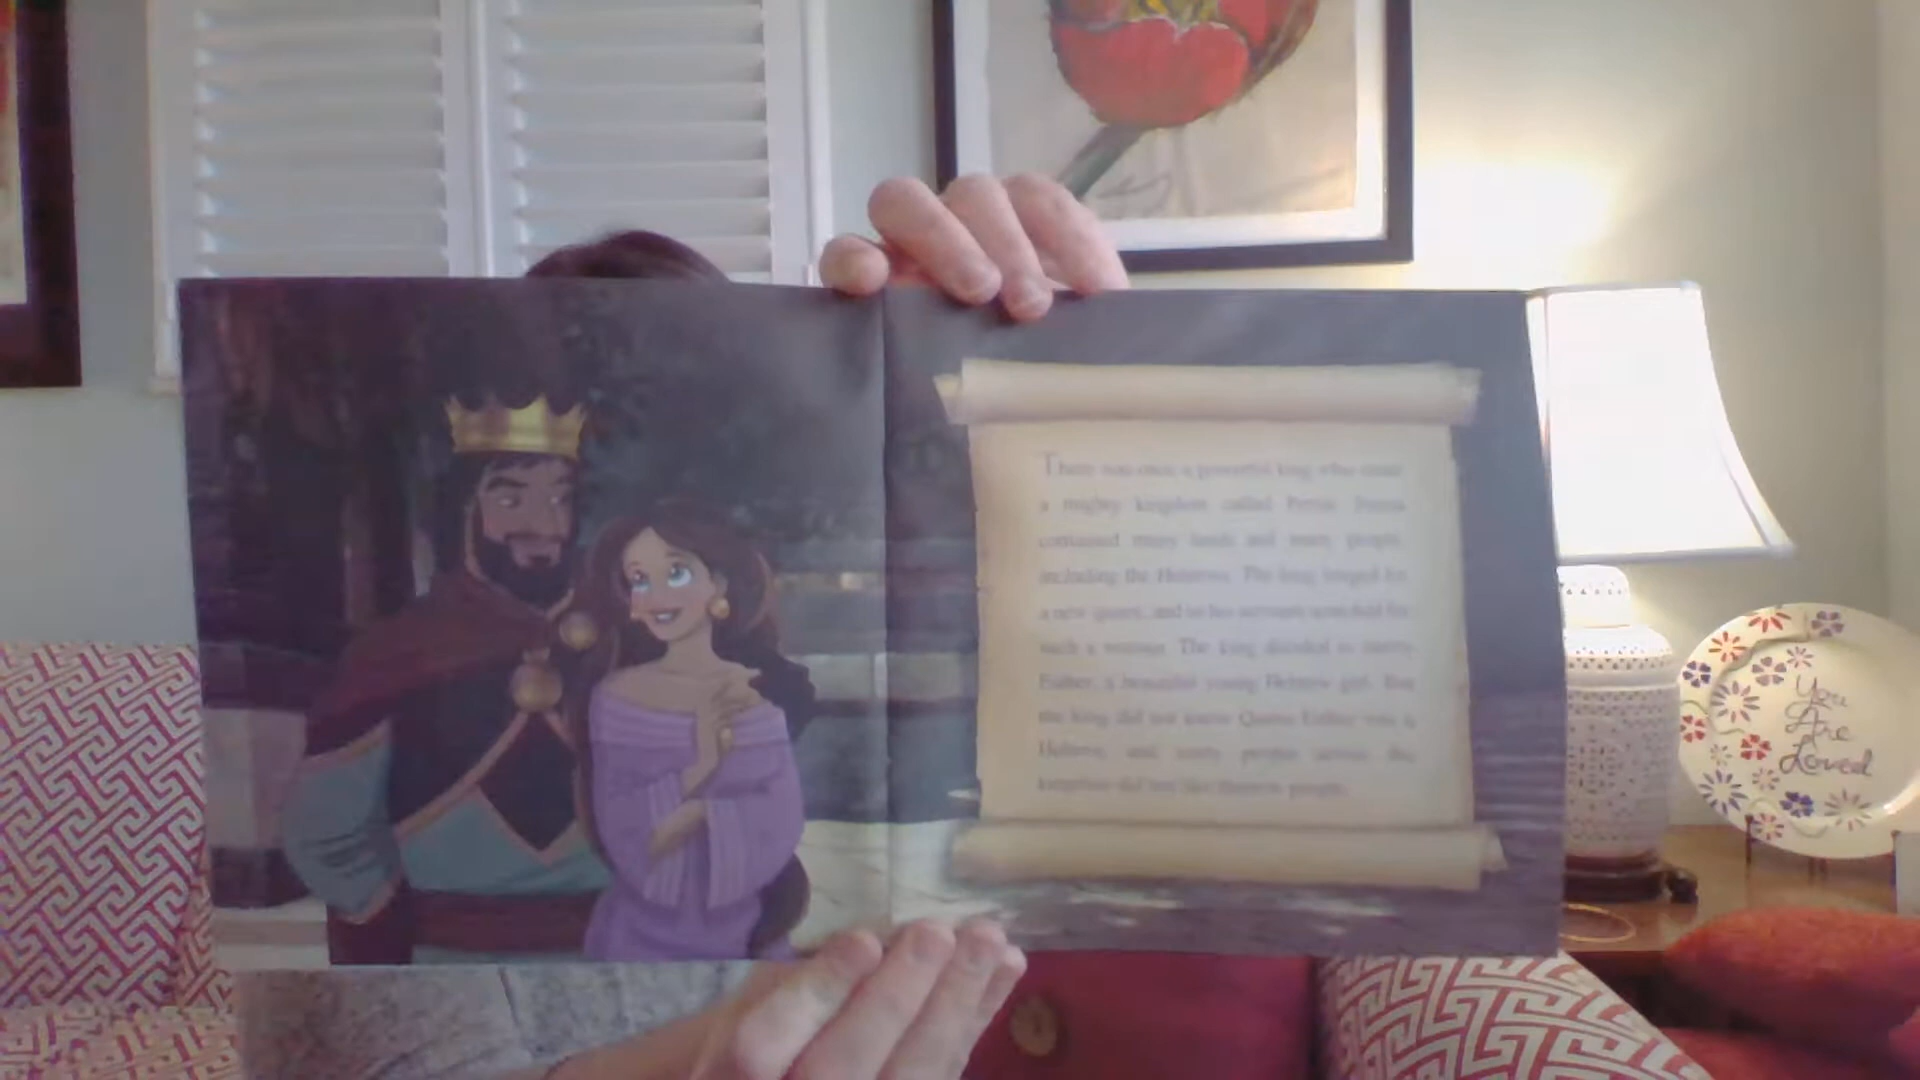 There was once a powerful king who ruled
a mighty kingdom called Persia. Persia
contained many lands and many people,
including the Hebrews. The king longed for
a new queen, and so his servants searched for
such a woman. The king decided to marry
Esther, a beautiful young Hebrew girl. But
the king did not know Queen Esther was a
Hebrew, and many people across the
kingdom did not like Hebrew people.
You
Are
Loved